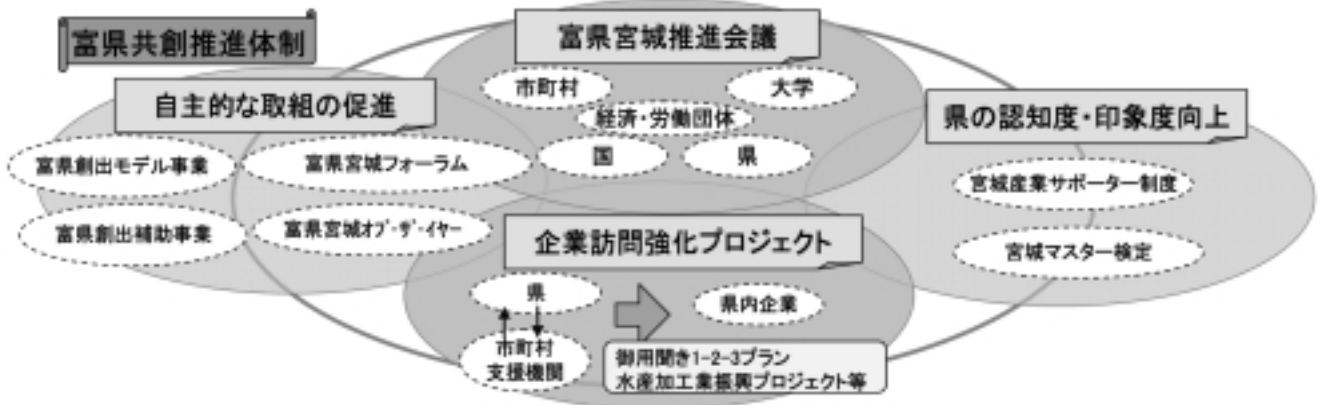 富県共創推進体制
富県宮城推進会議
市町村
大学
経済・労働団体
国
県
自主的な取組の促進
富県創出モデル事業
富県宮城フォーラム
富県創出補助事業
富県宮城オブ・ザ・イヤー
県の認知度・印象度向上
宮城産業サポーター制度
宮城マスター検定
企業訪問強化プロジェクト
県
県内企業
市町村
支援機関
御用聞き1-2-3プラン
水産加工業振興プロジェクト等